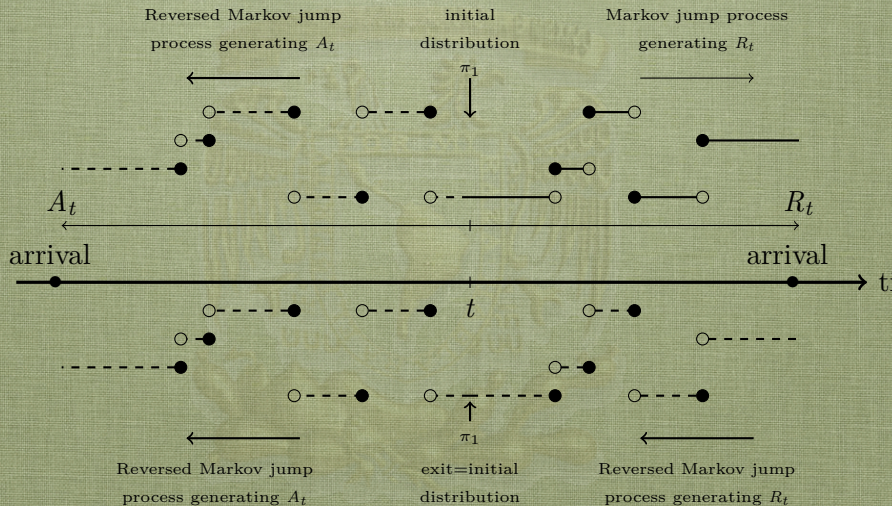 Reversed Markov jump
process generating A_t
initial
distribution
π_1
Markov jump process
generating R_t
A_t
R_t
arrival
arrival
t
π_1
Reversed Markov jump
process generating A_t
exit=initial
distribution
Reversed Markov jump
process generating R_t